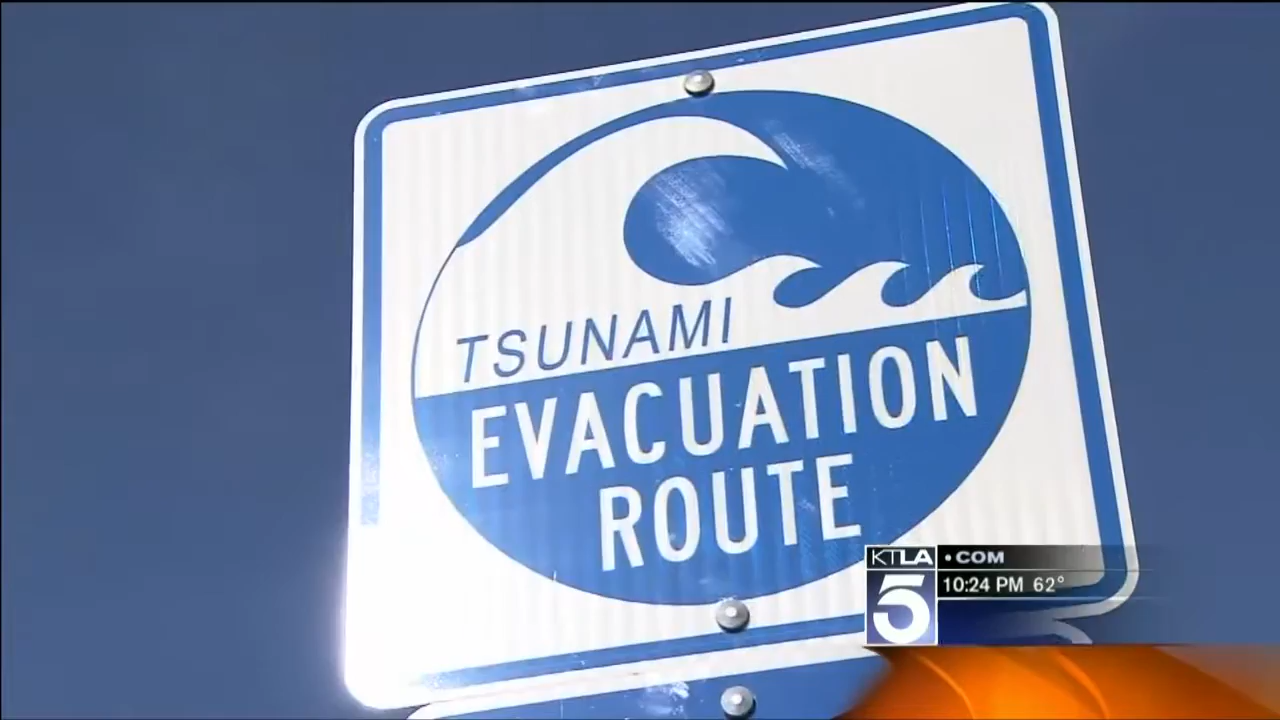 TSUNAMI
EVACUATION
ROUTE
KTLA • COM
5 10:24 PM 62°